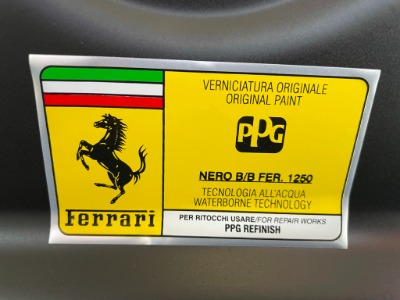 VERNICIATURA ORIGINALE
ORIGINAL PAINT
PPG
NERO B/B FER. 1250
TECNOLOGIA ALL'ACQUA
WATERBORNE TECHNOLOGY
Ferrari
PER RITOCCHI USARE/FOR REPAIR WORKS
PPG REFINISH